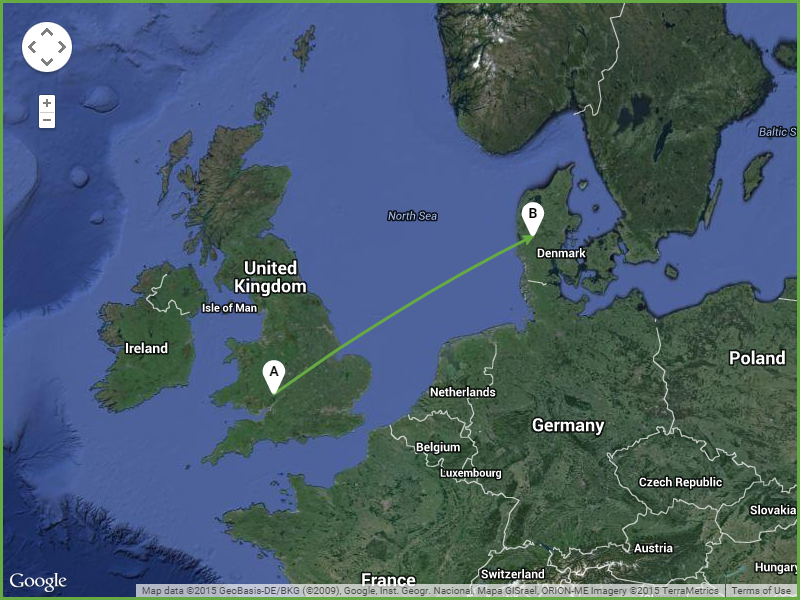 +
−
Baltic S
North Sea
B
Denmark
United
Kingdom
Isle of Man
Ireland
Poland
A
Netherlands
Germany
Belgium
Luxembourg
Czech Republic
Slovakia
Austria
Hungary
Switzerland
France
Google
Map data ©2015 GeoBasis-DE/BKG (©2009), Google, Inst. Geogr. Nacional, Mapa GISrael, ORION-ME Imagery ©2015 TerraMetrics
Terms of Use